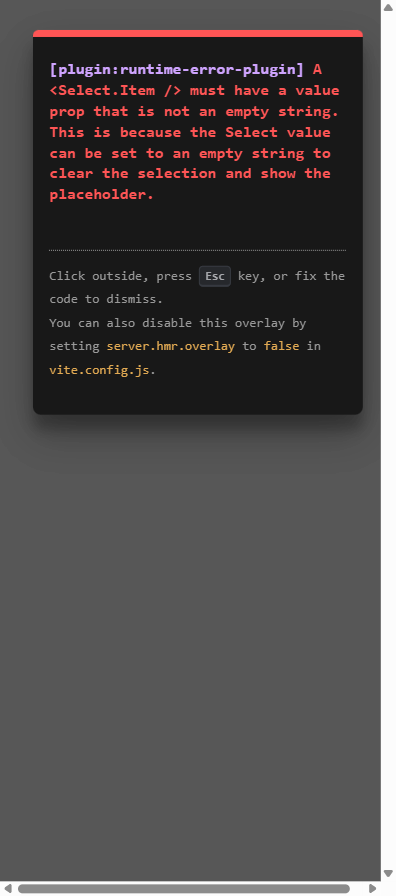 [plugin:runtime-error-plugin] A
<Select.Item /> must have a value
prop that is not an empty string.
This is because the Select value
can be set to an empty string to
clear the selection and show the
placeholder.
Click outside, press Esc key, or fix the
code to dismiss.
You can also disable this overlay by
setting server.hmr.overlay to false in
vite.config.js.